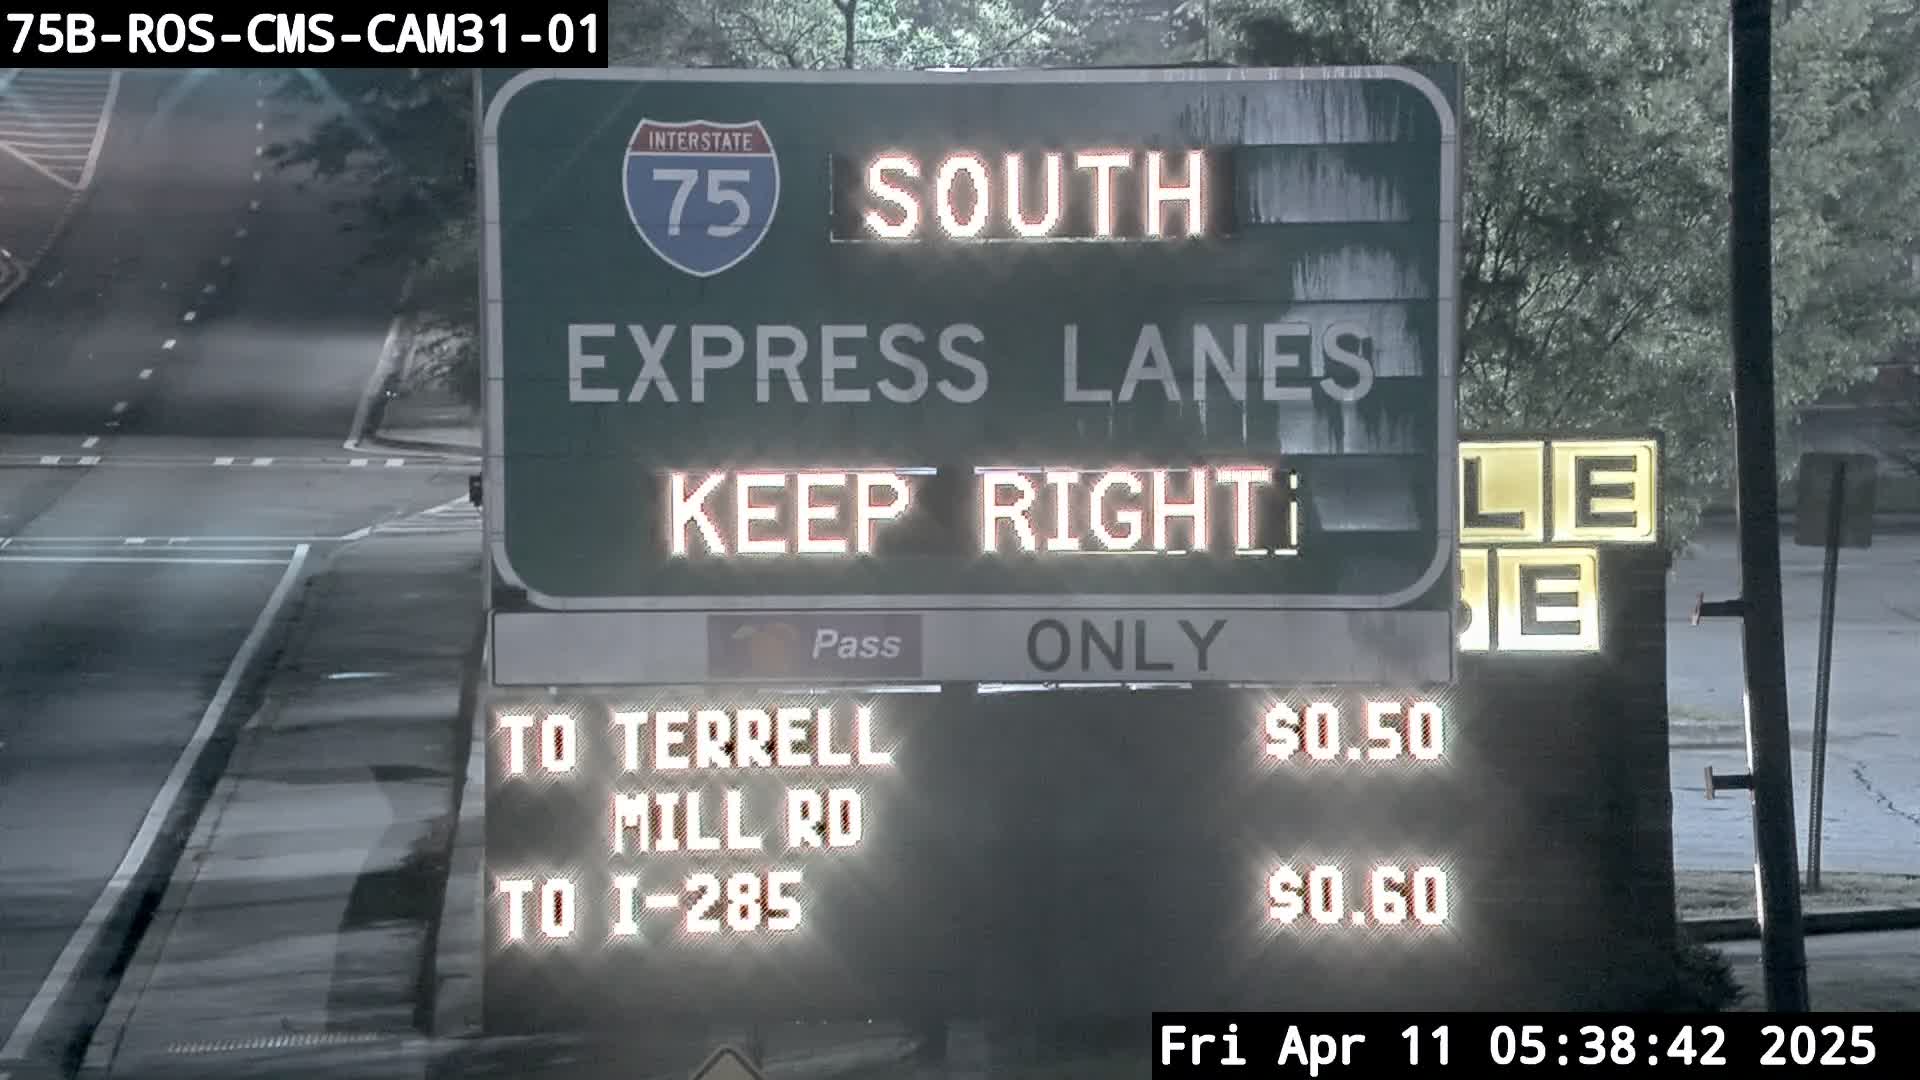 75B-ROS-CMS-CAM31-01
INTERSTATE
75
SOUTH
EXPRESS LANES
KEEP RIGHT
Pass ONLY
LE
E
TO TERRELL $0.50
MILL RD
TO I-285 $0.60
Fri Apr 11 05:38:42 2025